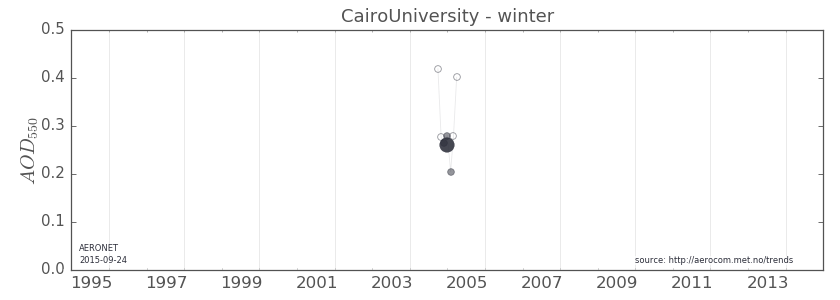 CairoUniversity - winter
0.5
0.4
0.3
0.2
0.1
0.0
AOD550
AERONET
2015-09-24
source: http://aerocom.met.no/trends
1995 1997 1999 2001 2003 2005 2007 2009 2011 2013